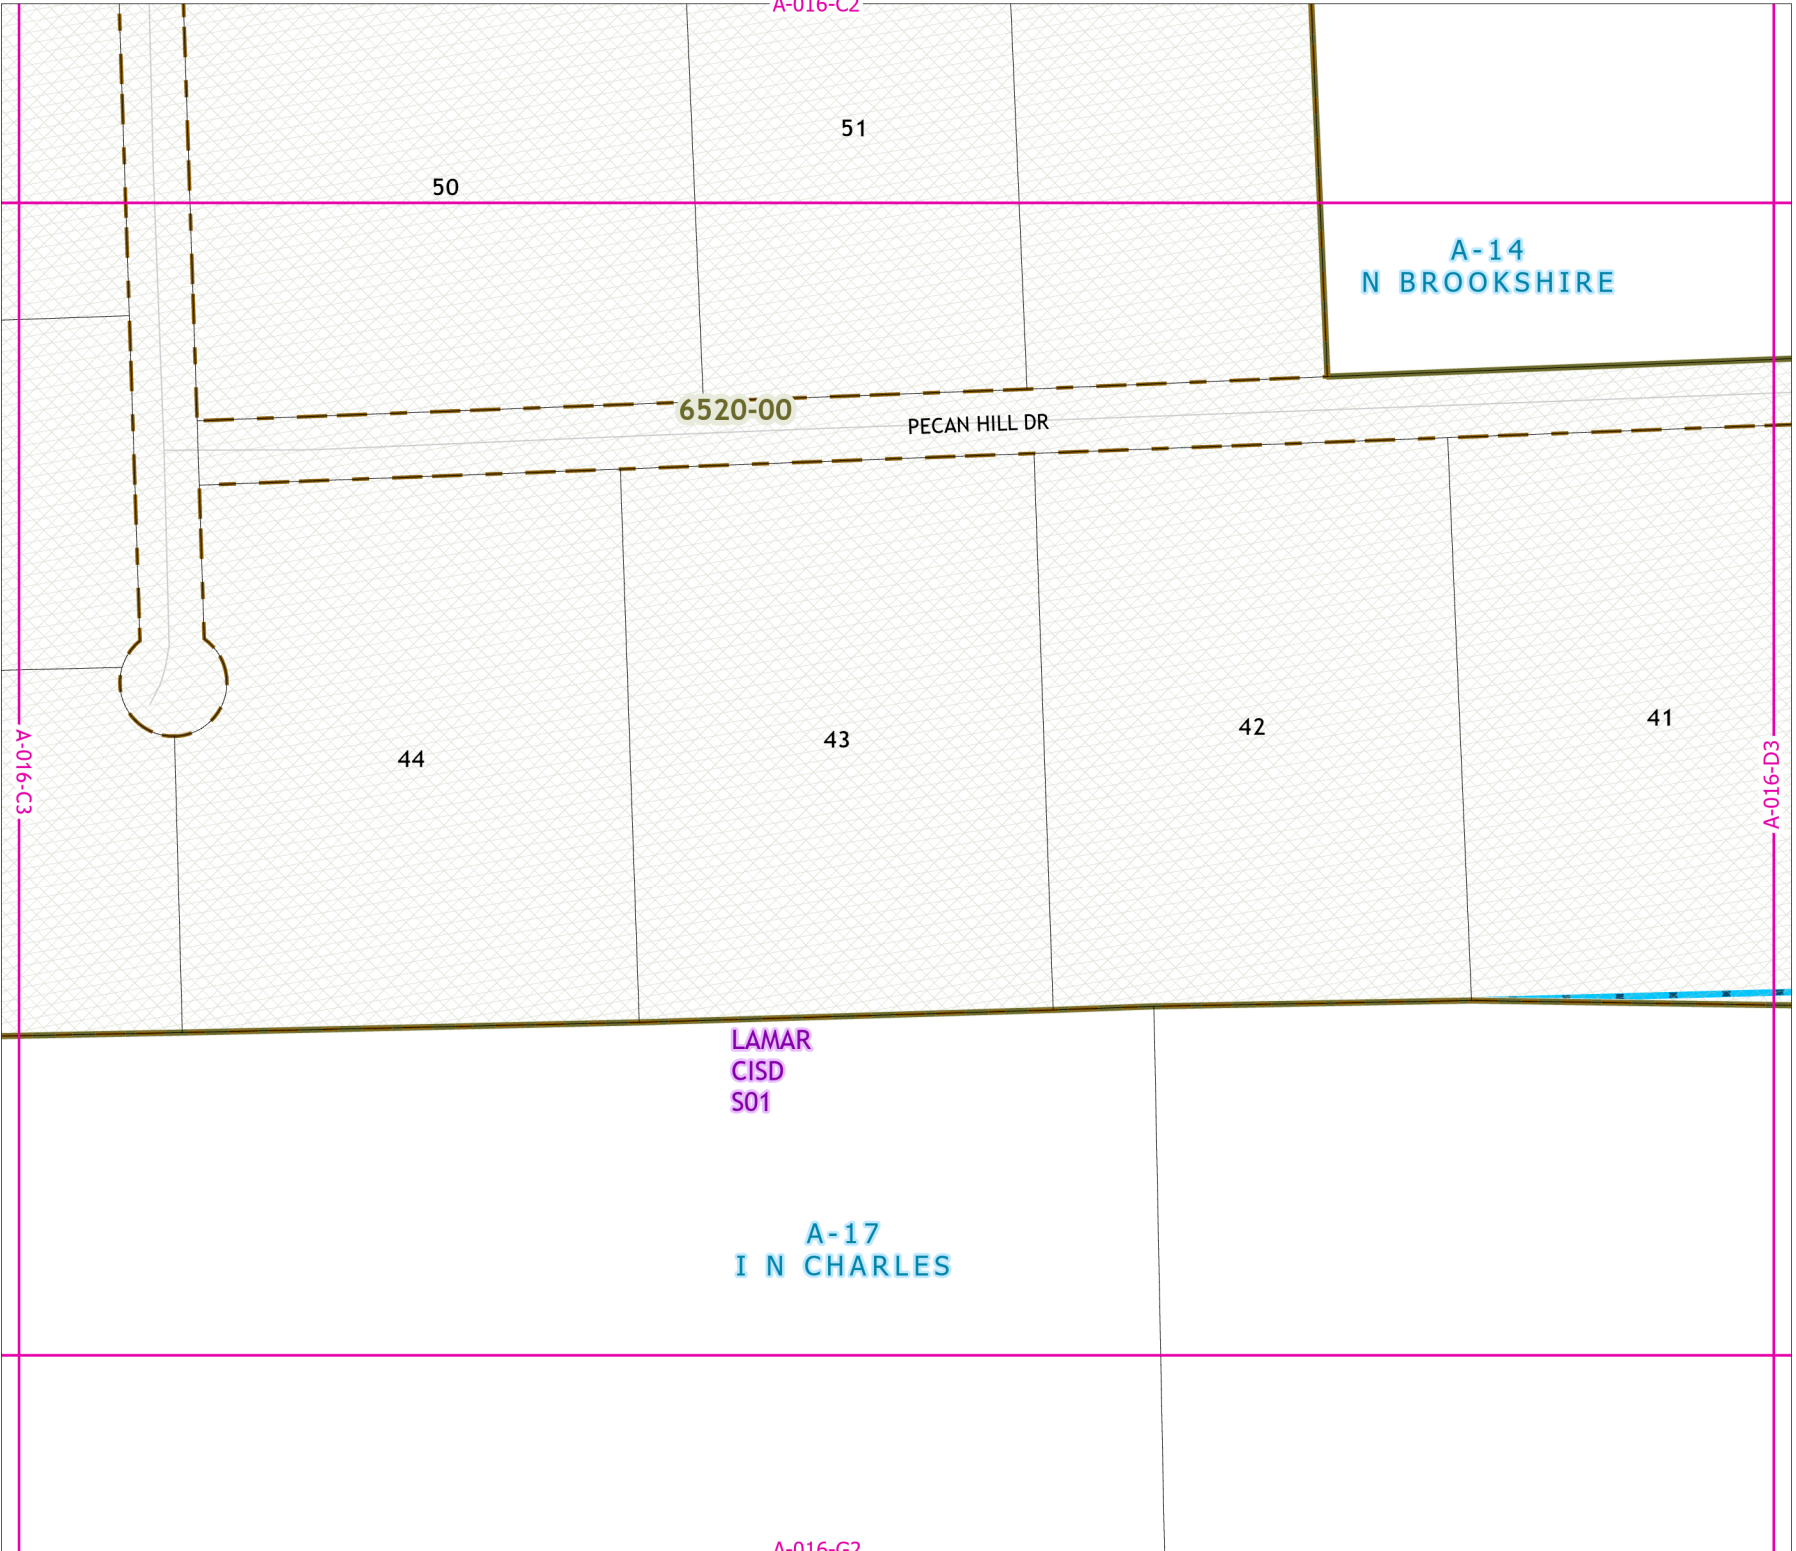 A-016-C2
51
50
A-14
N BROOKSHIRE
6520-00
PECAN HILL DR
41
42
43
44
A-016-C3
A-016-D3
LAMAR
CISD
S01
A-17
I N CHARLES
A-016-G2